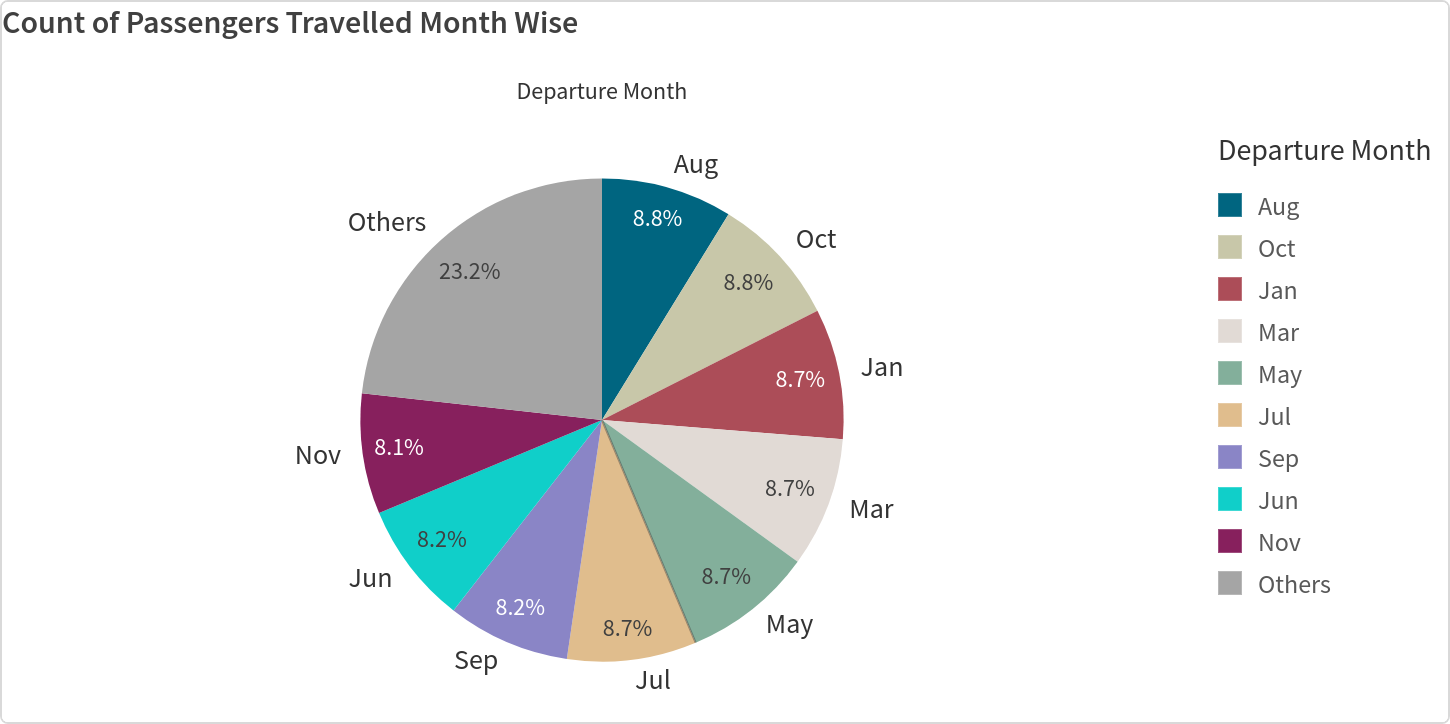 Count of Passengers Travelled Month Wise
Departure Month
Aug
8.8%
Oct
8.8%
Jan
8.7%
Mar
8.7%
May
8.7%
Jul
8.7%
Sep
8.2%
Jun
8.2%
Nov
8.1%
Others
23.2%
Departure Month
Aug
Oct
Jan
Mar
May
Jul
Sep
Jun
Nov
Others